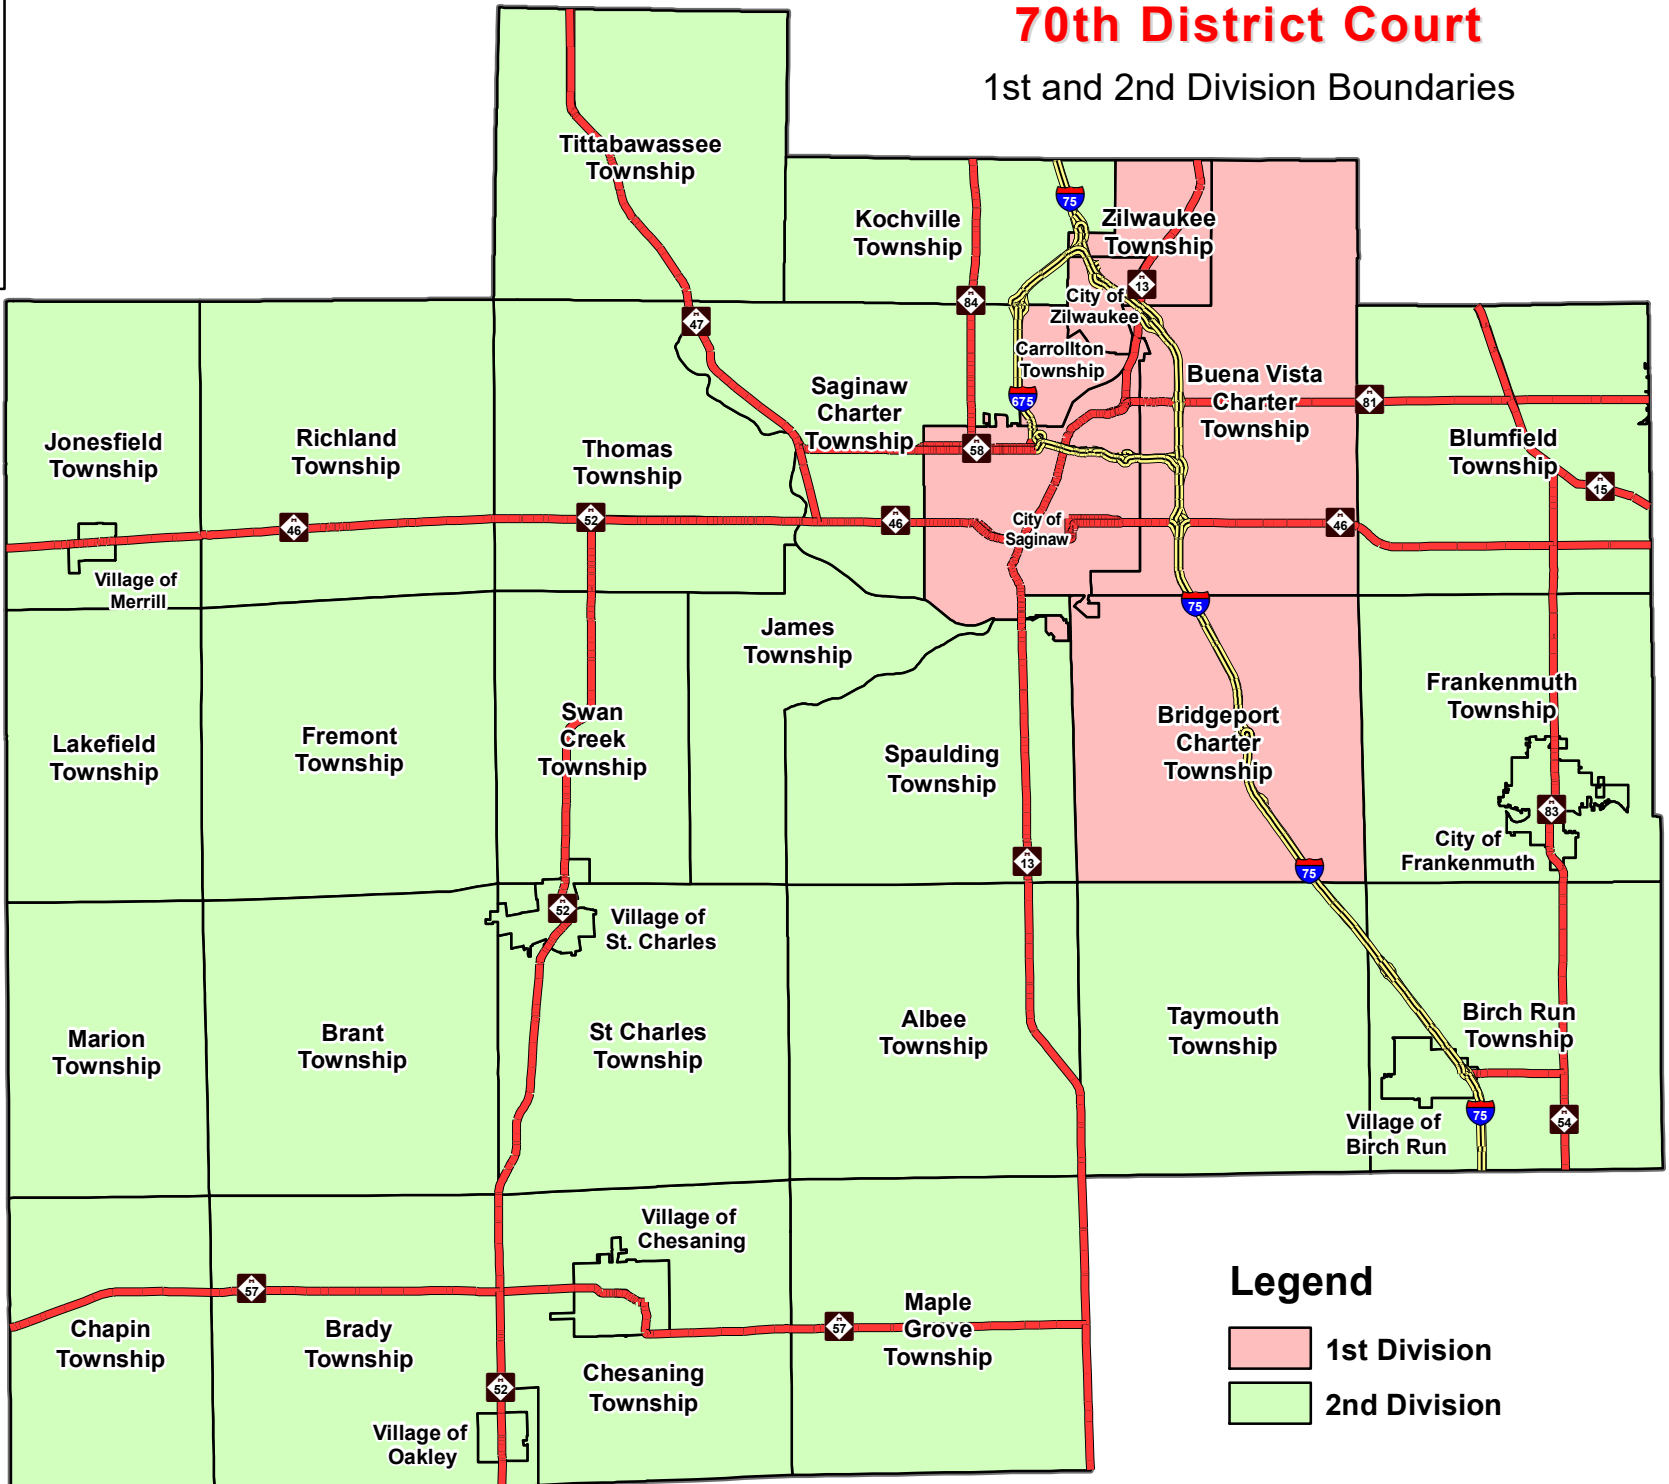 70th District Court
1st and 2nd Division Boundaries
Tittabawassee
Township
Kochville
Township
75
Zilwaukee
Township
13
84
City of
Zilwaukee
47
Carrollton
Township
Saginaw
Charter
Township
675
Buena Vista
Charter
Township
81
Jonesfield
Township
Richland
Township
Thomas
Township
58
Blumfield
Township
15
46
52
46
City of
Saginaw
46
Village of
Merrill
75
James
Township
Lakefield
Township
Fremont
Township
Swan
Creek
Township
Spaulding
Township
Bridgeport
Charter
Township
Frankenmuth
Township
83
City of
Frankenmuth
13
75
52
Village of
St. Charles
Marion
Township
Brant
Township
St Charles
Township
Albee
Township
Taymouth
Township
Birch Run
Township
Village of
Birch Run
75
54
Village of
Chesaning
57
Chapin
Township
Brady
Township
57
Maple
Grove
Township
52
Chesaning
Township
Village of
Oakley
Legend
1st Division
2nd Division